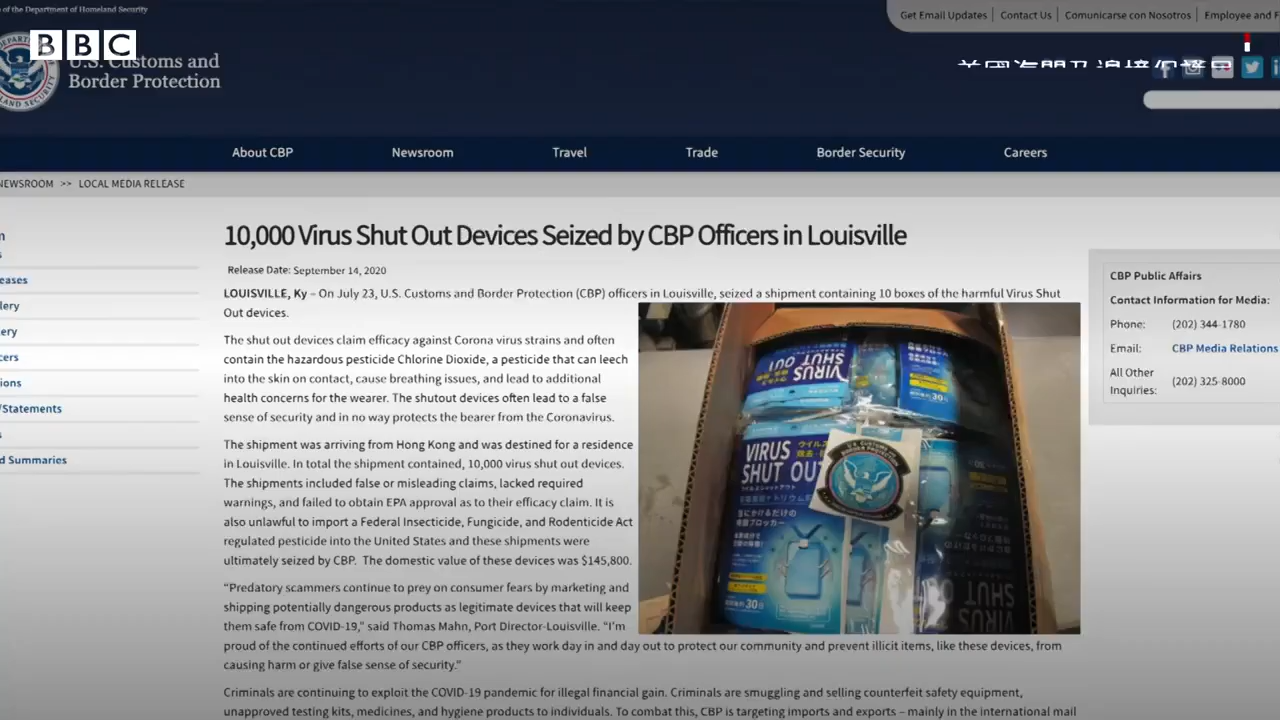 of the Department of Homeland Security
Get Email Updates
Contact Us
Comunicarse con Nosotros
Employee and F
BBC
U.S. Customs and
Border Protection
About CBP
Newsroom
Travel
Trade
Border Security
Careers
NEWSROOM >> LOCAL MEDIA RELEASE
10,000 Virus Shut Out Devices Seized by CBP Officers in Louisville
Release Date: September 14, 2020
LOUISVILLE, Ky – On July 23, U.S. Customs and Border Protection (CBP) officers in Louisville, seized a shipment containing 10 boxes of the harmful Virus Shut
Out devices.
The shut out devices claim efficacy against Corona virus strains and often
contain the hazardous pesticide Chlorine Dioxide, a pesticide that can leech
into the skin on contact, cause breathing issues, and lead to additional
health concerns for the wearer. The shutout devices often lead to a false
sense of security and in no way protects the bearer from the Coronavirus.
The shipment was arriving from Hong Kong and was destined for a residence
in Louisville. In total the shipment contained, 10,000 virus shut out devices.
The shipments included false or misleading claims, lacked required
warnings, and failed to obtain EPA approval as to their efficacy claim. It is
also unlawful to import a Federal Insecticide, Fungicide, and Rodenticide Act
regulated pesticide into the United States and these shipments were
ultimately seized by CBP. The domestic value of these devices was $145,800.
“Predatory scammers continue to prey on consumer fears by marketing and
shipping potentially dangerous products as legitimate devices that will keep
them safe from COVID-19,” said Thomas Mahn, Port Director-Louisville. “I’m
proud of the continued efforts of our CBP officers, as they work day in and day out to protect our community and prevent illicit items, like these devices, from
causing harm or give false sense of security.”
Criminals are continuing to exploit the COVID-19 pandemic for illegal financial gain. Criminals are smuggling and selling counterfeit safety equipment,
unapproved testing kits, medicines, and hygiene products to individuals. To combat this, CBP is targeting imports and exports – mainly in the international mail
eases
lery
ery
cers
ions
/Statements
s
d Summaries
VIRUS
SHUT OUT
VIRUS
SHUT OUT
CBP Public Affairs
Contact Information for Media:
Phone: (202) 344-1780
Email: CBP Media Relations
All Other
Inquiries: (202) 325-8000